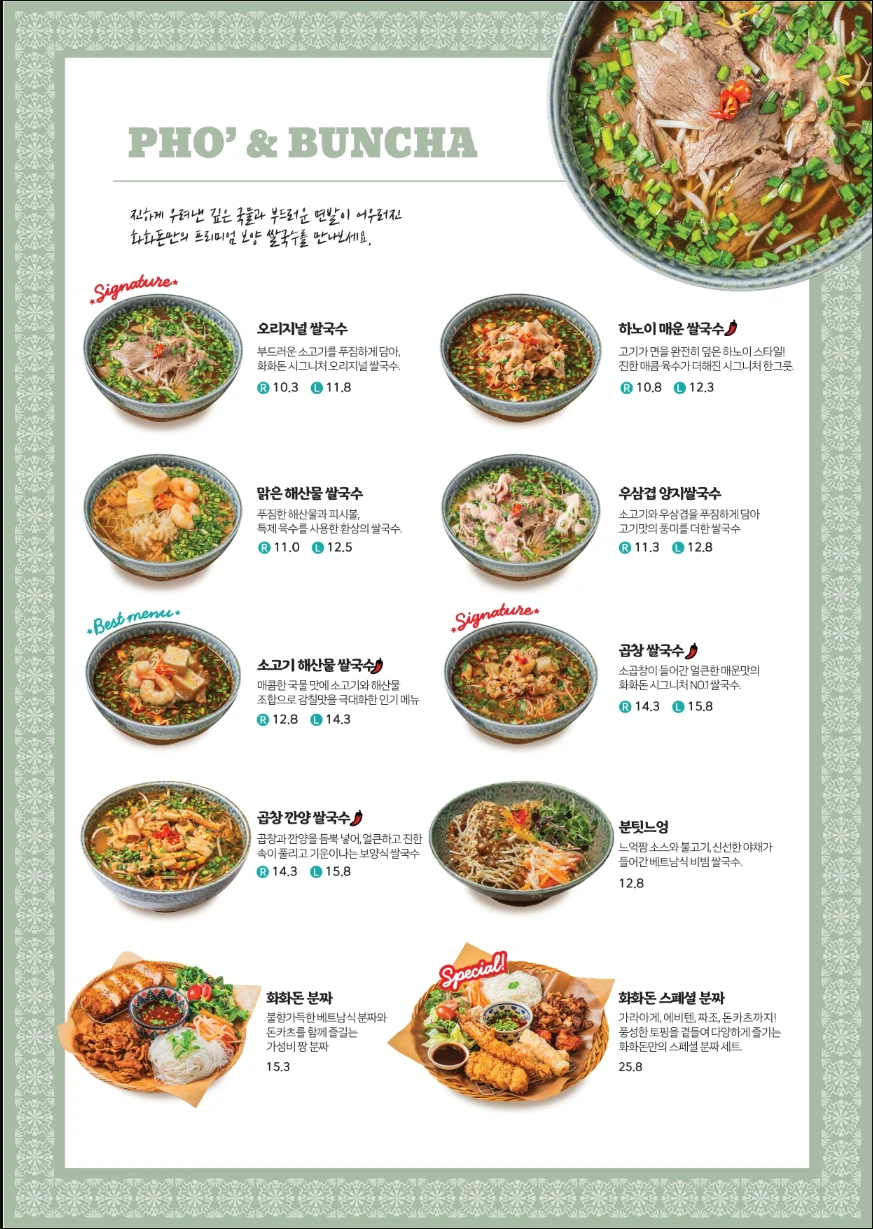 PHO' & BUNCHA
진하게 우려낸 깊은 국물과 부드러운 면발이 어우러진
화화돈만의 프리미엄 보양 쌀국수를 만나보세요.
Signature
오리지널 쌀국수
부드러운 소고기를 푸짐하게 담아,
화화돈 시그니처 오리지널 쌀국수.
R 10.3 L 11.8
하노이 매운 쌀국수
고기가 면을 완전히 덮은 하노이 스타일!
진한 매콤 육수가 더해진 시그니처 한그릇.
R 10.8 L 12.3
맑은 해산물 쌀국수
푸짐한 해산물과 피시볼,
특제 육수를 사용한 환상의 쌀국수.
R 11.0 L 12.5
우삼겹 양지쌀국수
소고기와 우삼겹을 푸짐하게 담아
고기맛의 풍미를 더한 쌀국수
R 11.3 L 12.8
Best menu
소고기 해산물 쌀국수
매콤한 국물 맛에 소고기와 해산물
조합으로 감칠맛을 극대화한 인기 메뉴
R 12.8 L 14.3
Signature
곱창 쌀국수
소곱창이 들어간 얼큰한 매운맛의
화화돈 시그니처 NO.1 쌀국수.
R 14.3 L 15.8
곱창 깐양 쌀국수
곱창과 깐양을 듬뿍 넣어, 얼큰하고 진한
속이 풀리고 기운이나는 보양식 쌀국수
R 14.3 L 15.8
분팃느엉
느억짬 소스와 불고기, 신선한 야채가
들어간 베트남식 비빔 쌀국수.
12.8
화화돈 분짜
불향가득한 베트남식 분짜와
돈카츠를 함께 즐길는
가성비 짱 분짜
15.3
Special!
화화돈 스페셜 분짜
가라아게, 에비텐, 짜조, 돈카츠까지!
풍성한 토핑을 곁들여 다양하게 즐기는
화화돈만의 스페셜 분짜 세트.
25.8